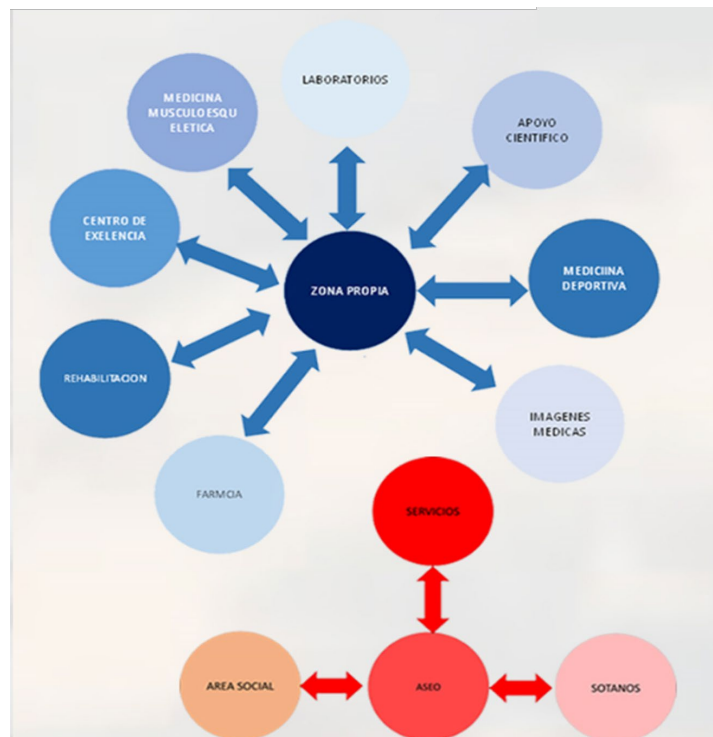 LABORATORIOS
MEDICINA
MUSCULOESQU
ELETICA
APOYO
CIENTIFICO
CENTRO DE
EXELENCIA
ZONA PROPIA
MEDICIINA
DEPORTIVA
REHABILITACION
IMAGENES
MEDICAS
FARMCIA
SERVICIOS
AREA SOCIAL
ASEO
SOTANOS